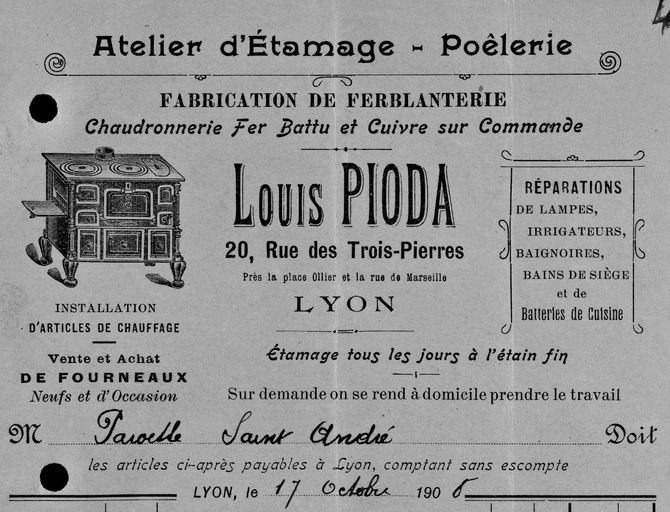 Atelier d'Étamage - Poêlerie
FABRICATION DE FERBLANTERIE
Chaudronnerie Fer Battu et Cuivre sur Commande
LOUIS PIODA
20, Rue des Trois-Pierres
Près la place Ollier et la rue de Marseille
LYON
INSTALLATION
D'ARTICLES DE CHAUFFAGE
Vente et Achat
DE FOURNEAUX
Neufs et d'Occasion
RÉPARATIONS
DE LAMPES,
IRRIGATEURS,
BAIGNOIRES,
BAINS DE SIÈGE
et de
Batteries de Cuisine
Étamage tous les jours à l'étain fin
Sur demande on se rend à domicile prendre le travail
M Paroisse Saint André Doit
les articles ci-après payables à Lyon, comptant sans escompte
LYON, le 17 Octobre 190